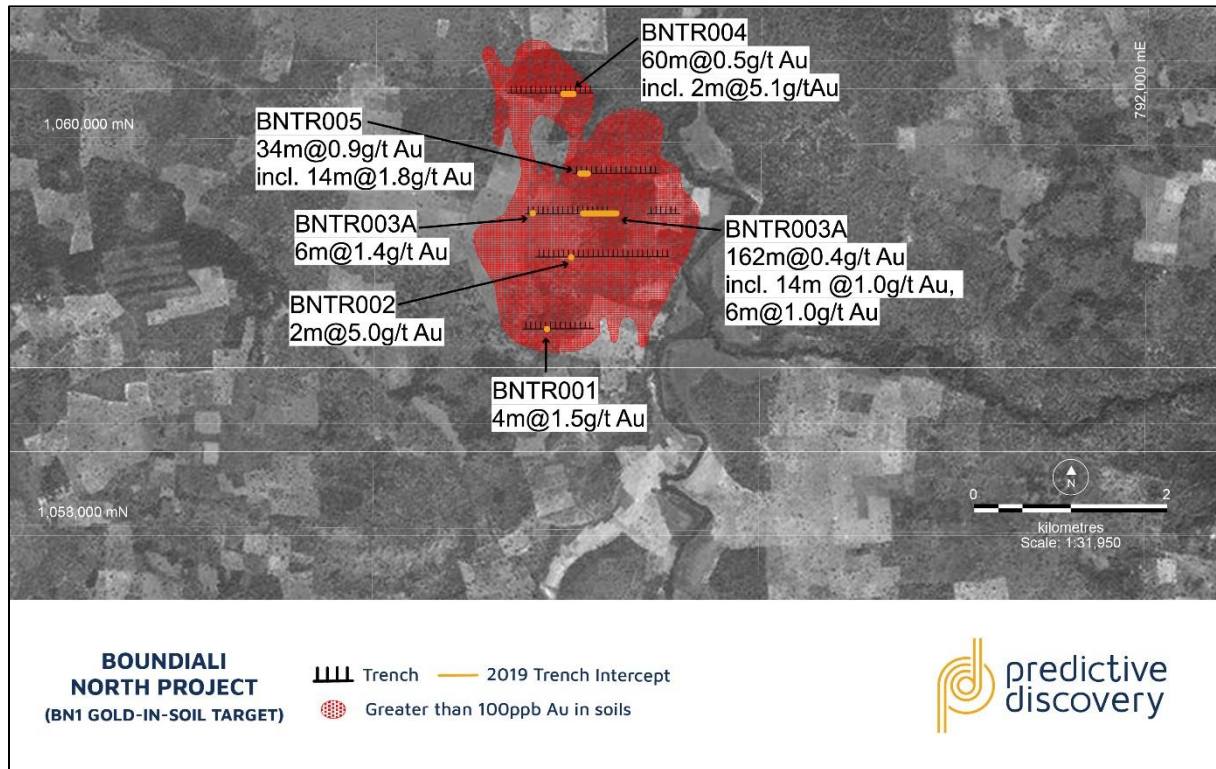 BNTR004
60m@0.5g/t Au
incl. 2m@5.1g/tAu
792,000 mE
1,060,000 mN
BNTR005
34m@0.9g/t Au
incl. 14m@1.8g/t Au
BNTR003A
6m@1.4g/t Au
BNTR003A
162m@0.4g/t Au
incl. 14m @1.0g/t Au,
6m@1.0g/t Au
BNTR002
2m@5.0g/t Au
BNTR001
4m@1.5g/t Au
1,058,000 mN
N
0 2
kilometres
Scale: 1:31,950
BOUNDIALI
NORTH PROJECT
(BN1 GOLD-IN-SOIL TARGET)
Trench
2019 Trench Intercept
Greater than 100ppb Au in soils
predictive
discovery